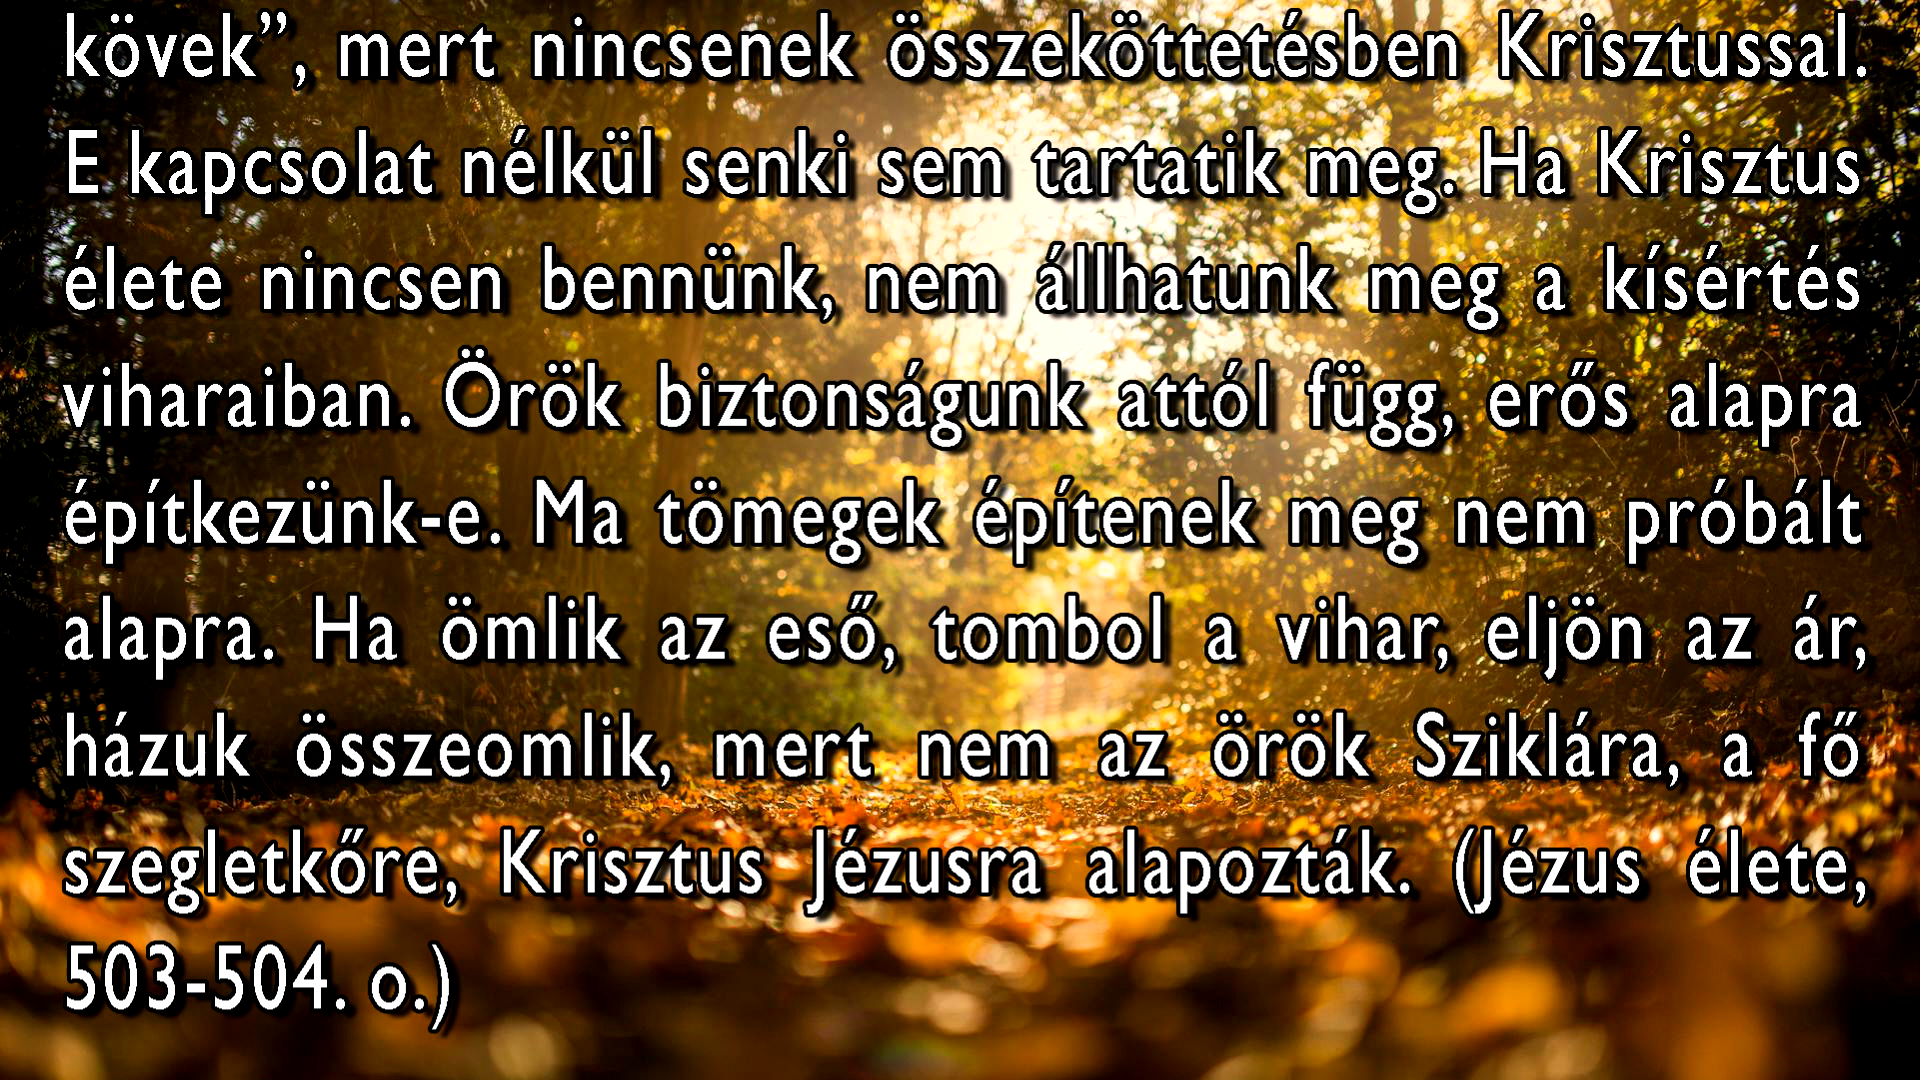 kövek”, mert nincsenek összeköttetésben Krisztussal.
E kapcsolat nélkül senki sem tartatik meg. Ha Krisztus
élete nincsen bennünk, nem állhatunk meg a kísértés
viharaiban. Örök biztonságunk attól függ, erős alapra
építkezünk-e. Ma tömegek építenek meg nem próbált
alapra. Ha ömlik az eső, tombol a vihar, eljön az ár,
házuk összeomlik, mert nem az örök Sziklára, a fő
szegletkőre, Krisztus Jézusra alapozták. (Jézus élete,
503-504. o.)